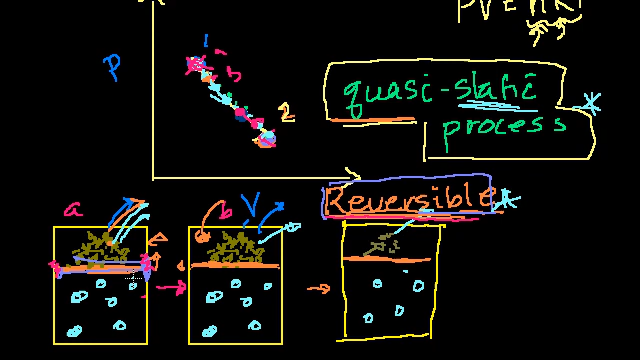 PV = nRT
P
1
a
b
2
quasi-static
process
Reversible
a
b
V